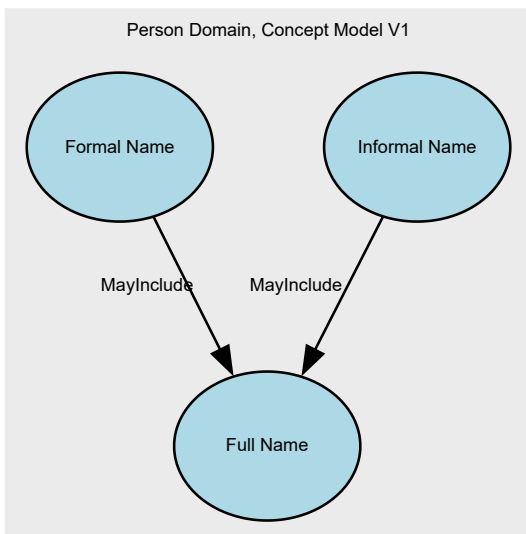 Person Domain, Concept Model V1
Formal Name
Informal Name
MayInclude
MayInclude
Full Name